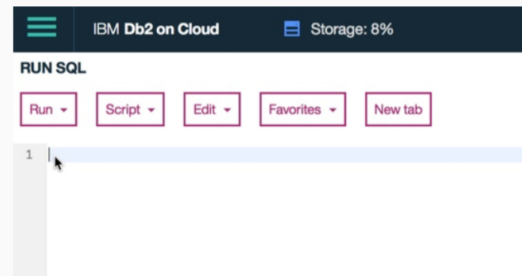 IBM Db2 on Cloud Storage: 8%
RUN SQL
Run Script Edit Favorites New tab
1